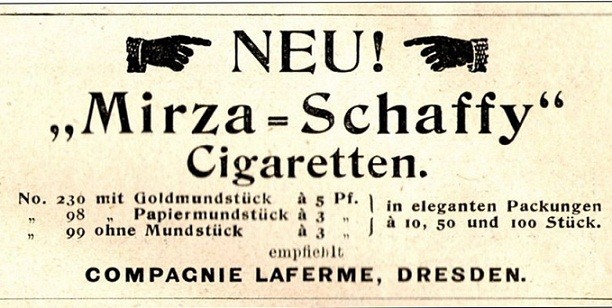 NEU!
„Mirza=Schaffy“
Cigaretten.
No. 230 mit Goldmundstück à 5 Pf.
„ 98 „ Papiermundstück à 3 „
„ 99 ohne Mundstück à 3 „
in eleganten Packungen
à 10, 50 und 100 Stück.
empfiehlt
COMPAGNIE LAFERME, DRESDEN.